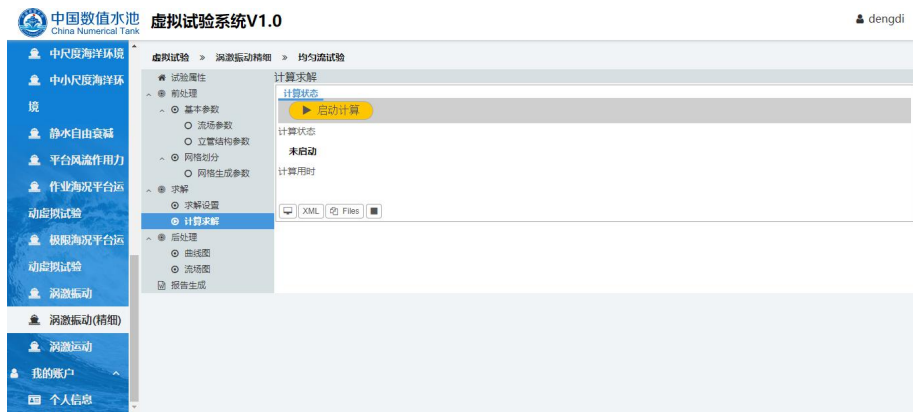 中国数值水池
China Numerical Tank
虚拟试验系统V1.0
dengdi
中尺度海洋环境
中小尺度海洋环
境
静水自由衰减
平台风流作用力
作业海况平台运
动虚拟试验
极限海况平台运
动虚拟试验
涡激振动
涡激振动(精细)
涡激运动
我的账户
个人信息
虚拟试验 » 涡激振动精细 » 均匀流试验
试验属性
前处理
基本参数
流场参数
立管结构参数
网格划分
网格生成参数
求解
求解设置
计算求解
后处理
曲线图
流场图
报告生成
计算求解
计算状态
启动计算
计算状态
未启动
计算用时
XML Files